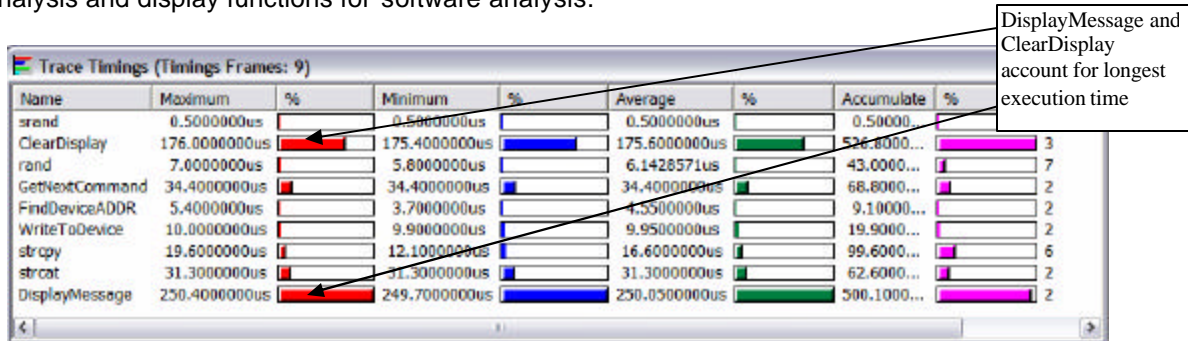 nalysis and display functions for software analysis.
DisplayMessage and
ClearDisplay
account for longest
execution time
Trace Timings (Timings Frames: 9)
Name Maximum % Minimum % Average % Accumulate %
srand 0.5000000us 0.5000000us 0.5000000us 0.50000...
ClearDisplay 176.0000000us 175.4000000us 175.6000000us 526.8000... 3
rand 7.0000000us 5.8000000us 6.1428571us 43.0000... 7
GetNextCommand 34.4000000us 34.4000000us 34.4000000us 68.8000... 2
FindDeviceADDR 5.4000000us 3.7000000us 4.5500000us 9.10000... 2
WriteToDevice 10.0000000us 9.9000000us 9.9500000us 19.9000... 2
strcpy 19.6000000us 12.1000000us 16.6000000us 99.6000... 6
strcat 31.3000000us 31.3000000us 31.3000000us 62.6000... 2
DisplayMessage 250.4000000us 249.7000000us 250.0500000us 500.1000... 2